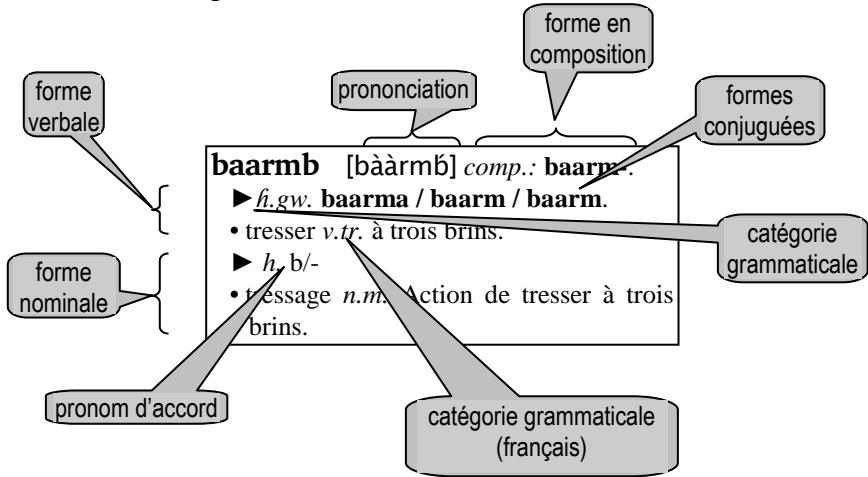 forme en
composition
prononciation
forme
verbale
formes
conjuguées
baarmb [bààrmb́] comp.: baarm-.
►h.gw. baarma / baarm / baarm.
• tresser v.tr. à trois brins.
► h. b/-
• tressage n.m. Action de tresser à trois
brins.
catégorie
grammaticale
forme
nominale
pronom d’accord
catégorie grammaticale
(français)